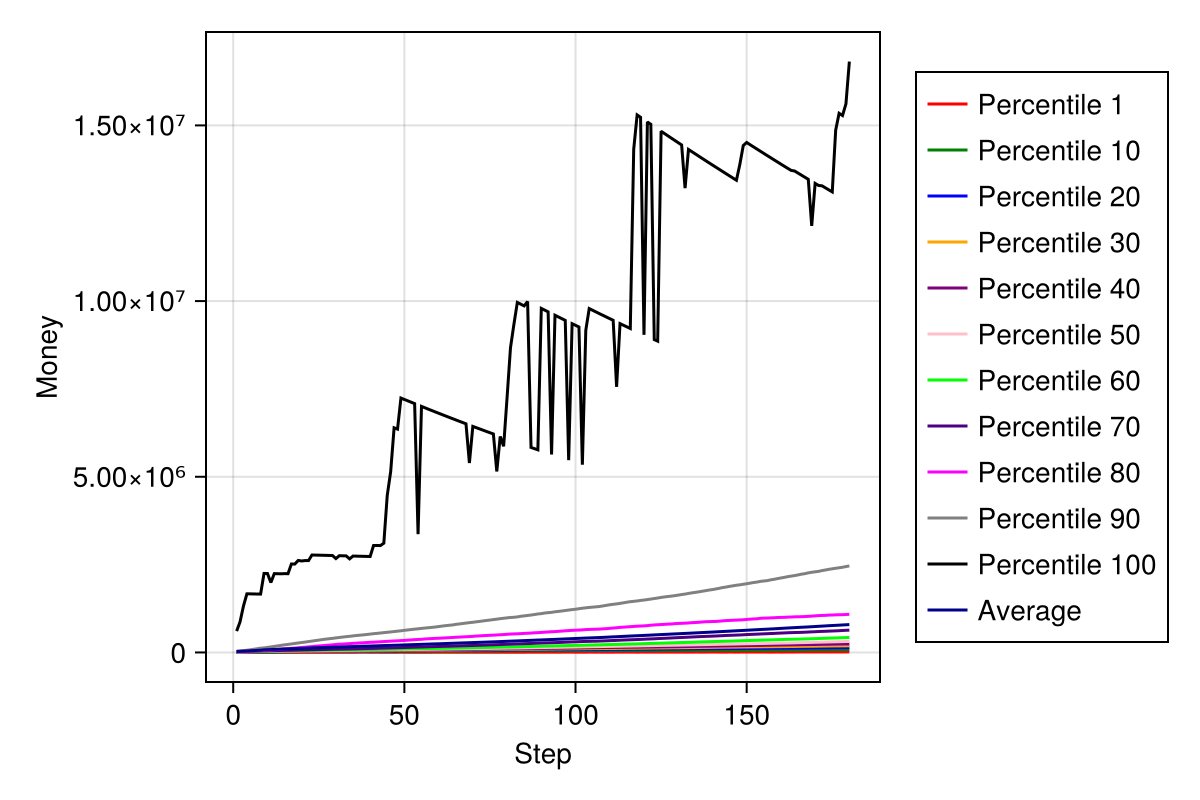 1.50×10⁷
1.00×10⁷
5.00×10⁶
0
Money
0 50 100 150
Step
Percentile 1
Percentile 10
Percentile 20
Percentile 30
Percentile 40
Percentile 50
Percentile 60
Percentile 70
Percentile 80
Percentile 90
Percentile 100
Average